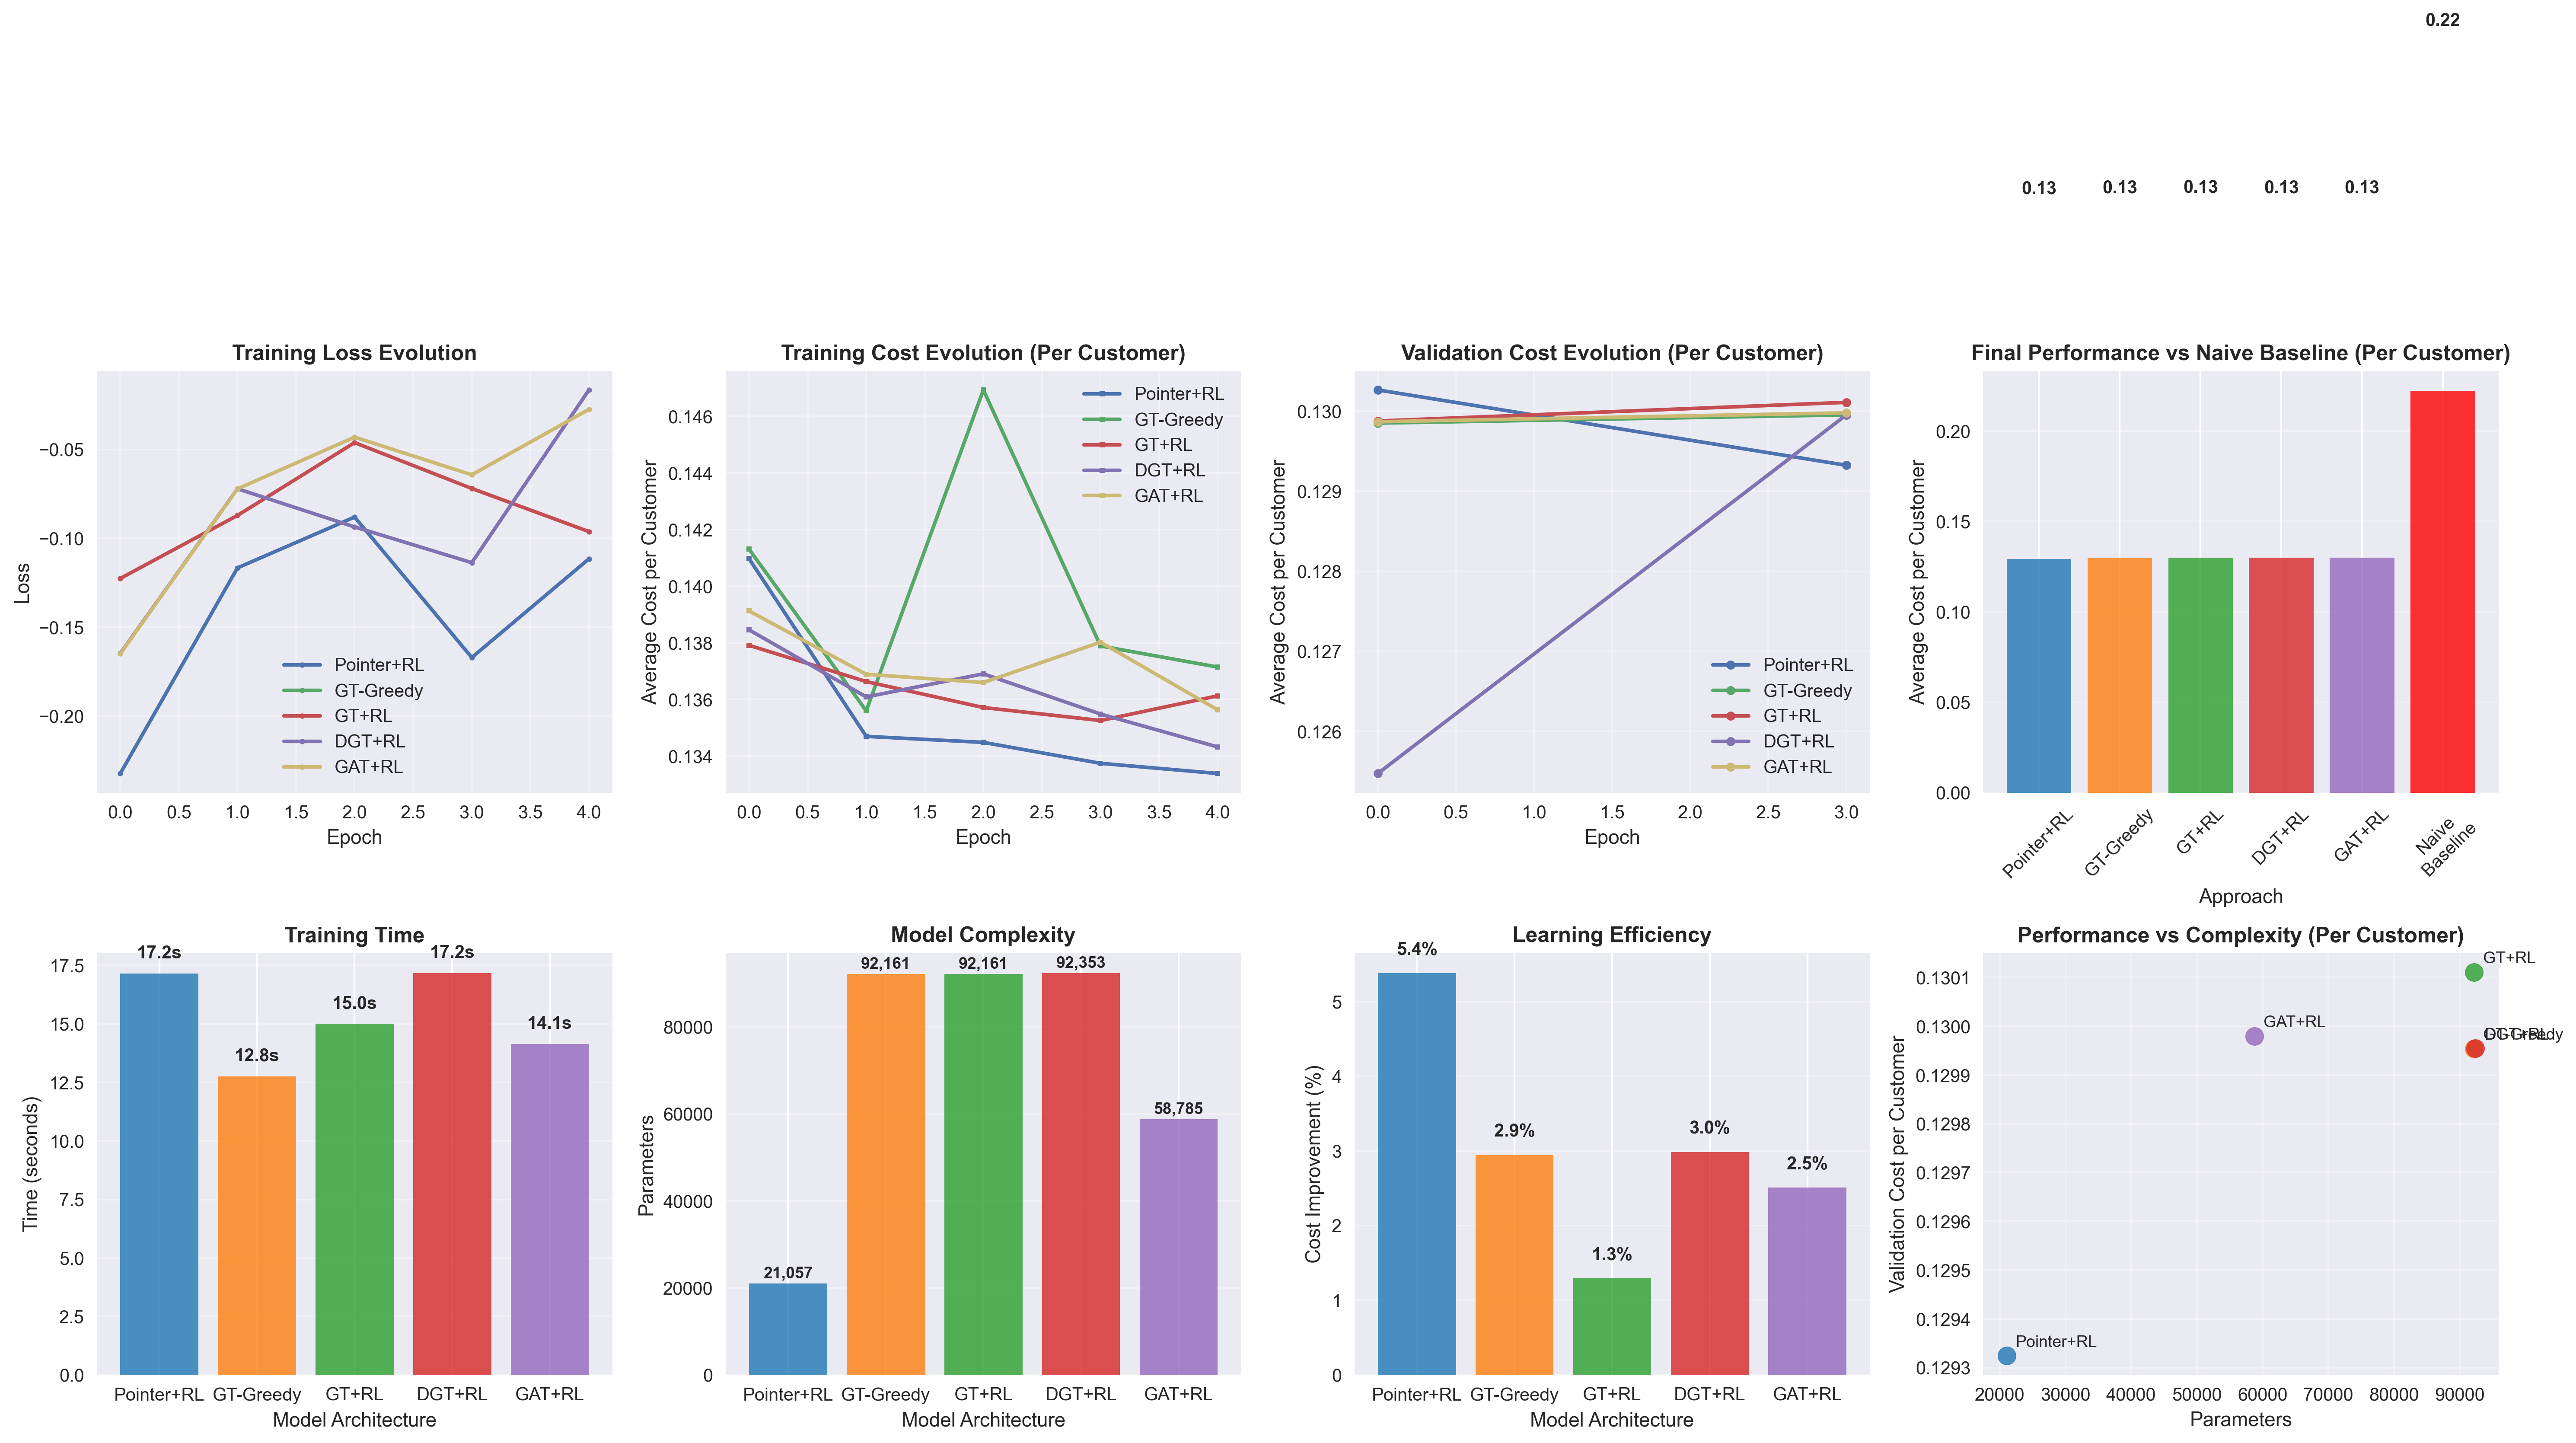 0.22
0.13 0.13 0.13 0.13 0.13
Training Loss Evolution
−0.05
−0.10
−0.15
−0.20
Loss
Pointer+RL
GT-Greedy
GT+RL
DGT+RL
GAT+RL
0.0 0.5 1.0 1.5 2.0 2.5 3.0 3.5 4.0
Epoch
Training Cost Evolution (Per Customer)
0.146
0.144
0.142
0.140
0.138
0.136
0.134
Average Cost per Customer
Pointer+RL
GT-Greedy
GT+RL
DGT+RL
GAT+RL
0.0 0.5 1.0 1.5 2.0 2.5 3.0 3.5 4.0
Epoch
Validation Cost Evolution (Per Customer)
0.130
0.129
0.128
0.127
0.126
Average Cost per Customer
Pointer+RL
GT-Greedy
GT+RL
DGT+RL
GAT+RL
0.0 0.5 1.0 1.5 2.0 2.5 3.0
Epoch
Final Performance vs Naive Baseline (Per Customer)
0.20
0.15
0.10
0.05
0.00
Average Cost per Customer
Pointer+RL
GT-Greedy
GT+RL
DGT+RL
GAT+RL
Naive
Baseline
Approach
Training Time
17.5
15.0
12.5
10.0
7.5
5.0
2.5
0.0
Time (seconds)
17.2s
12.8s
15.0s
17.2s
14.1s
Pointer+RL GT-Greedy GT+RL DGT+RL GAT+RL
Model Architecture
Model Complexity
80000
60000
40000
20000
0
Parameters
21,057
92,161
92,161
92,353
58,785
Pointer+RL GT-Greedy GT+RL DGT+RL GAT+RL
Model Architecture
Learning Efficiency
5
4
3
2
1
0
Cost Improvement (%)
5.4%
2.9%
1.3%
3.0%
2.5%
Pointer+RL GT-Greedy GT+RL DGT+RL GAT+RL
Model Architecture
Performance vs Complexity (Per Customer)
0.1301
0.1300
0.1299
0.1298
0.1297
0.1296
0.1295
0.1294
0.1293
Validation Cost per Customer
GT+RL
GAT+RL
GT-Greedy
DGT+RL
Pointer+RL
20000 30000 40000 50000 60000 70000 80000 90000
Parameters